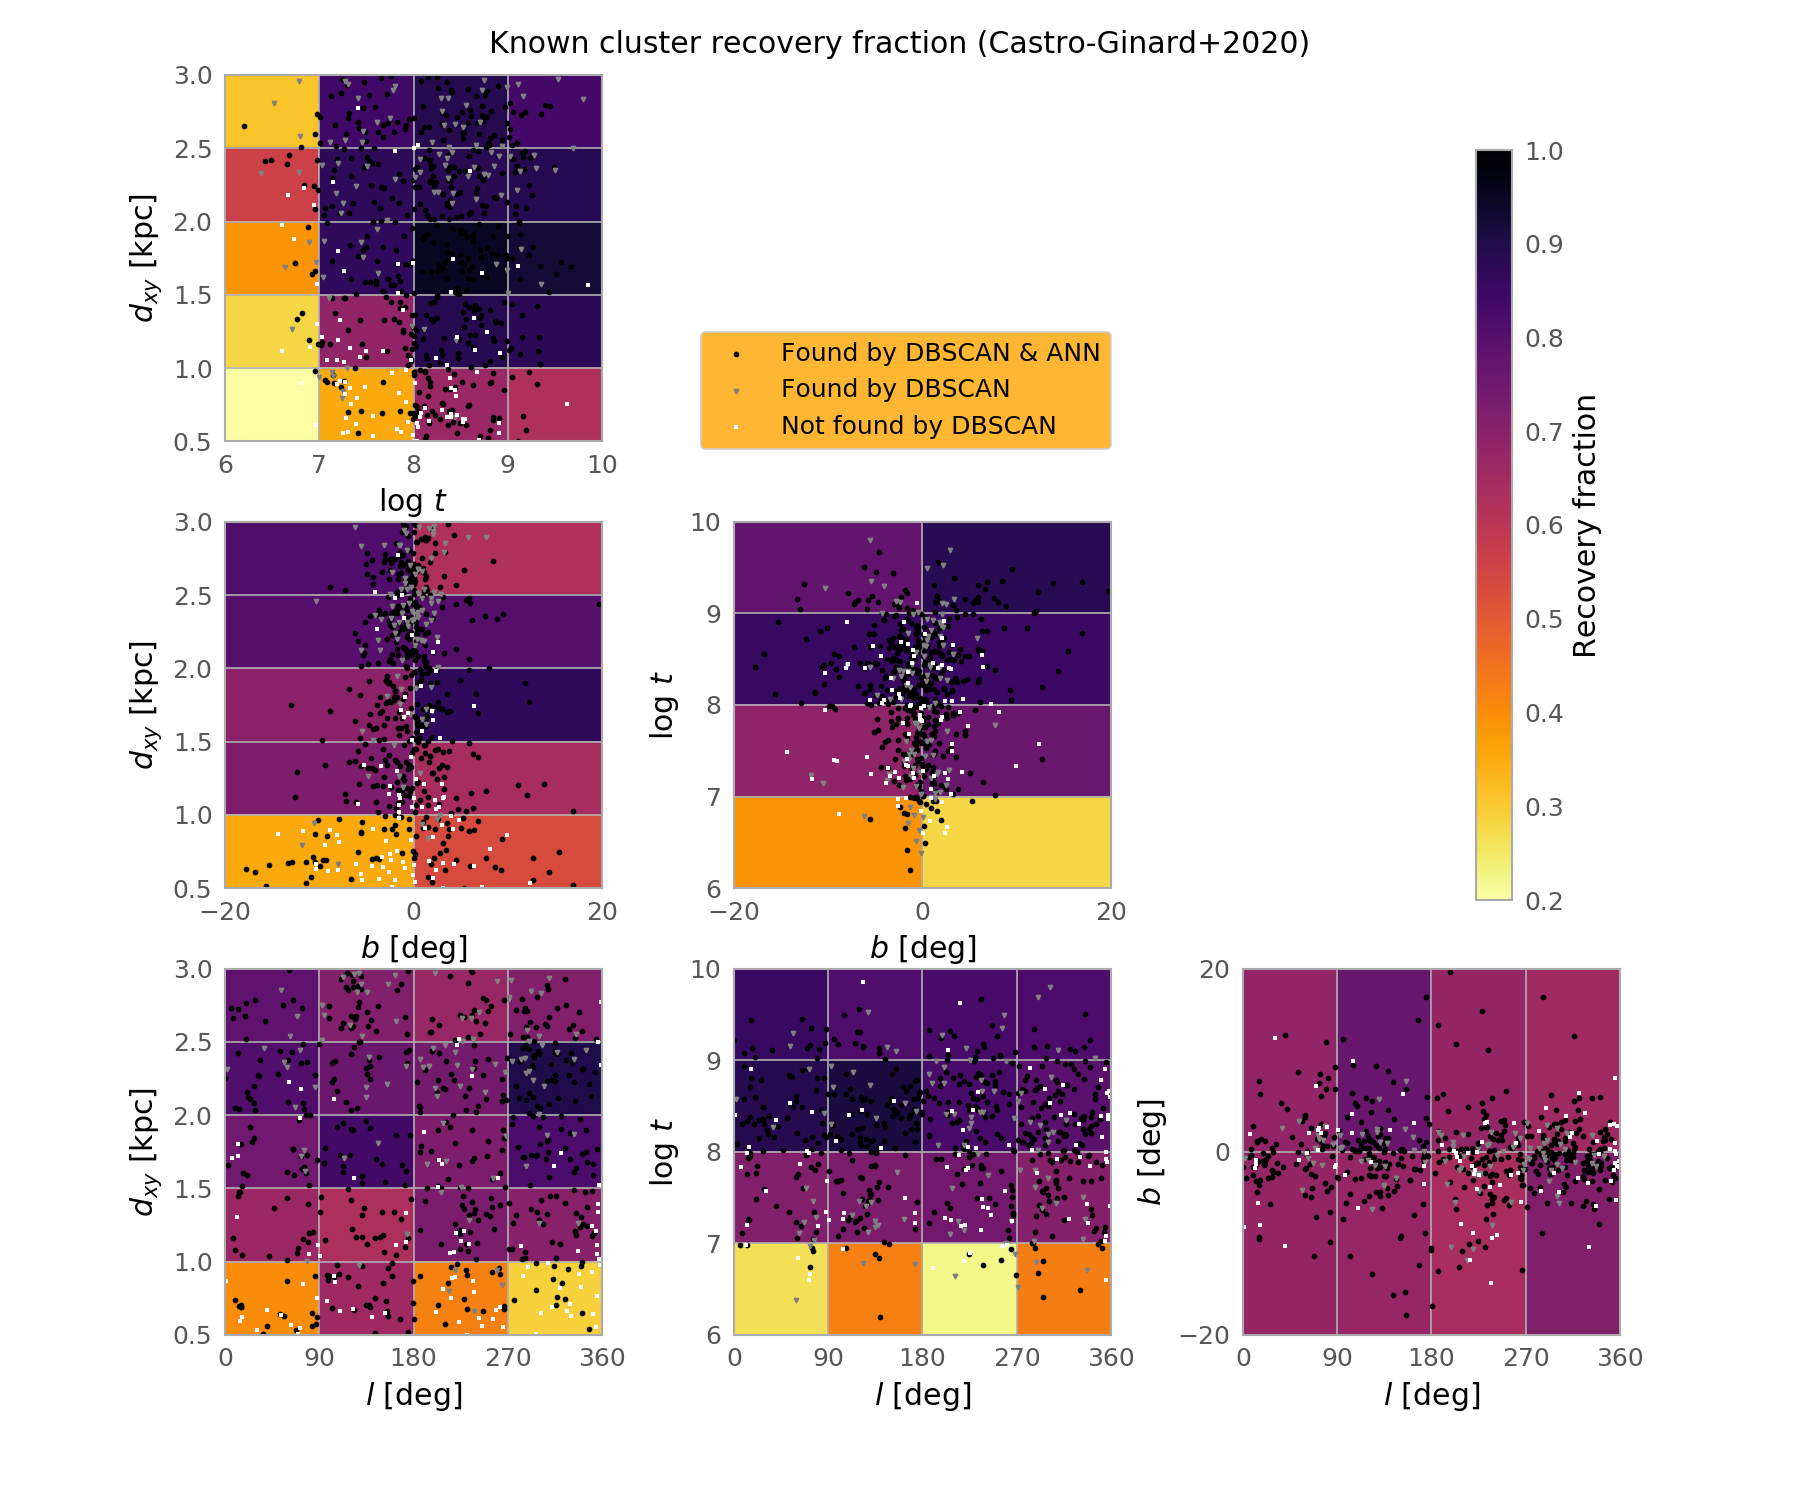 Known cluster recovery fraction (Castro-Ginard+2020)
3.0
2.5
2.0
1.5
1.0
0.5
d_xy [kpc]
6 7 8 9 10
log t
Found by DBSCAN & ANN
Found by DBSCAN
Not found by DBSCAN
1.0
0.9
0.8
0.7
0.6
0.5
0.4
0.3
0.2
Recovery fraction
3.0
2.5
2.0
1.5
1.0
0.5
d_xy [kpc]
−20 0 20
b [deg]
10
9
8
7
6
log t
−20 0 20
b [deg]
3.0
2.5
2.0
1.5
1.0
0.5
d_xy [kpc]
0 90 180 270 360
l [deg]
10
9
8
7
6
log t
0 90 180 270 360
l [deg]
20
0
−20
b [deg]
0 90 180 270 360
l [deg]